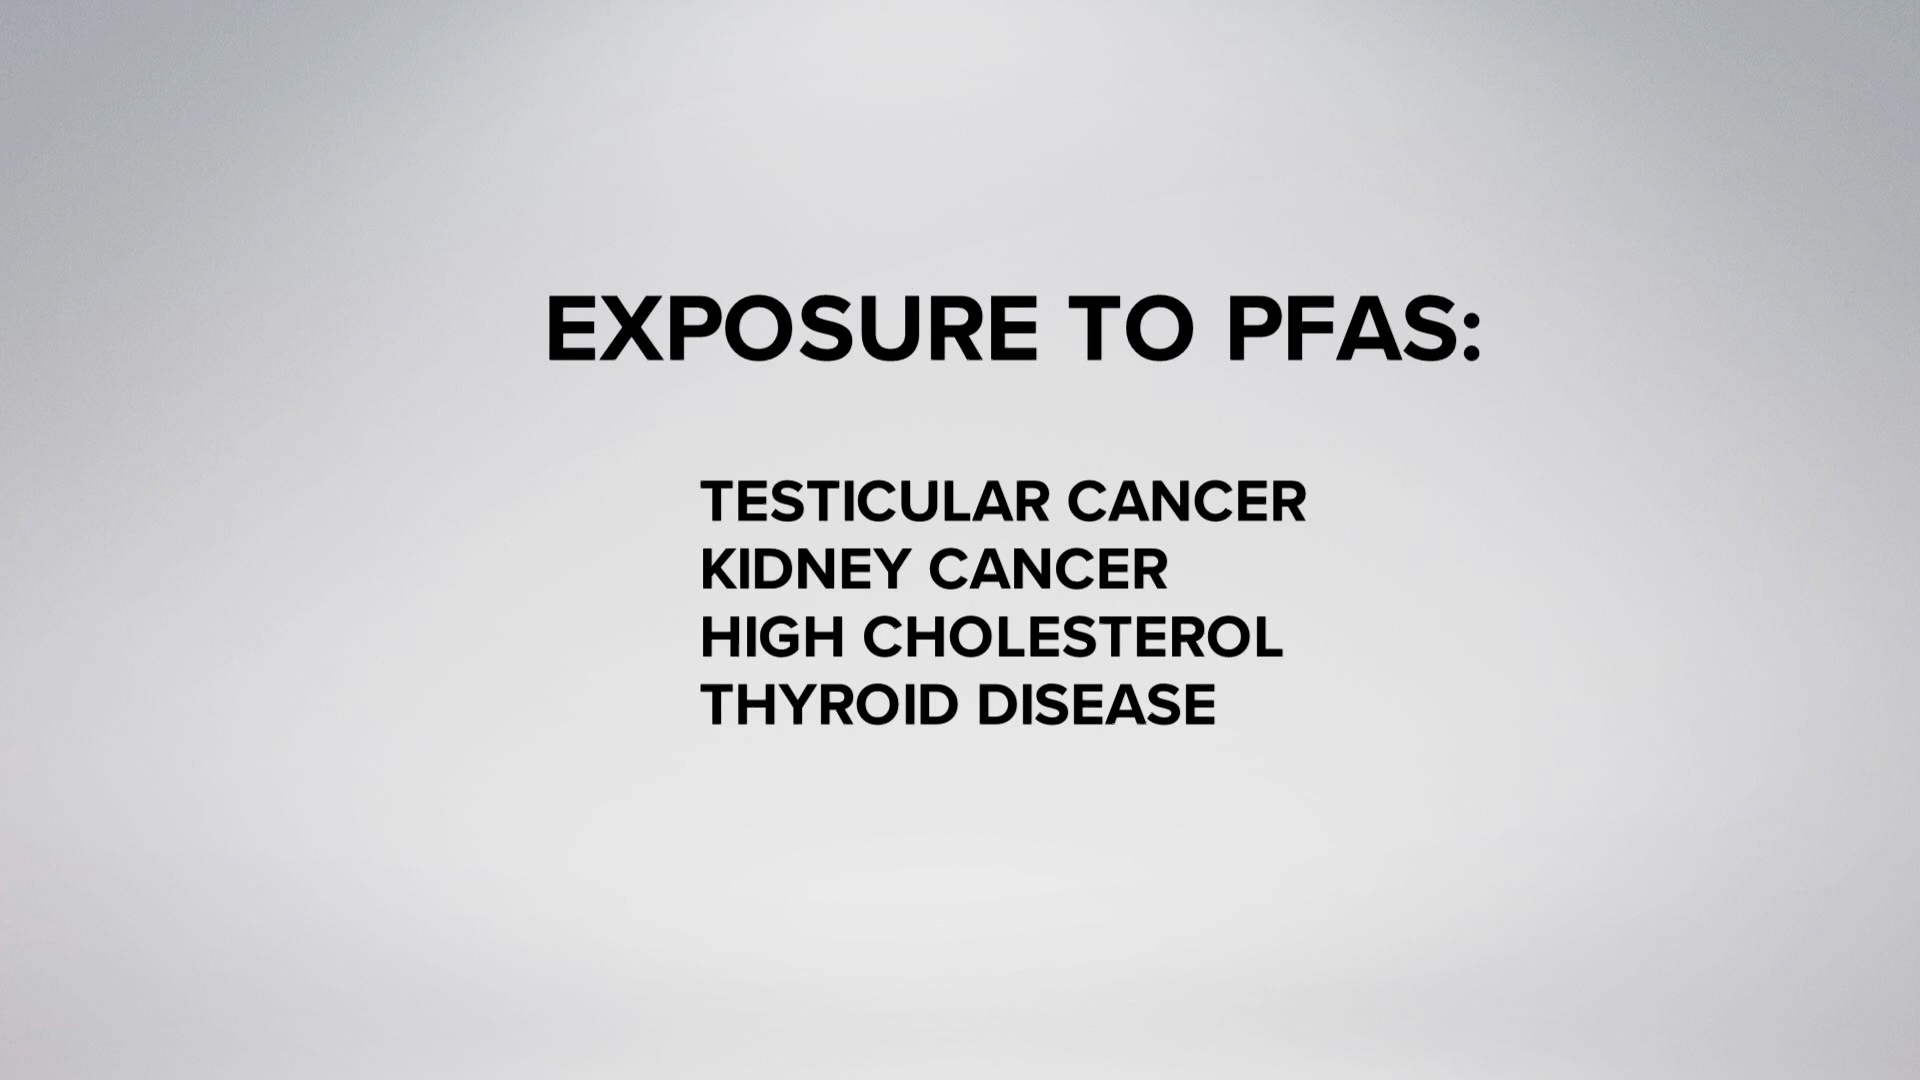 EXPOSURE TO PFAS:
TESTICULAR CANCER
KIDNEY CANCER
HIGH CHOLESTEROL
THYROID DISEASE